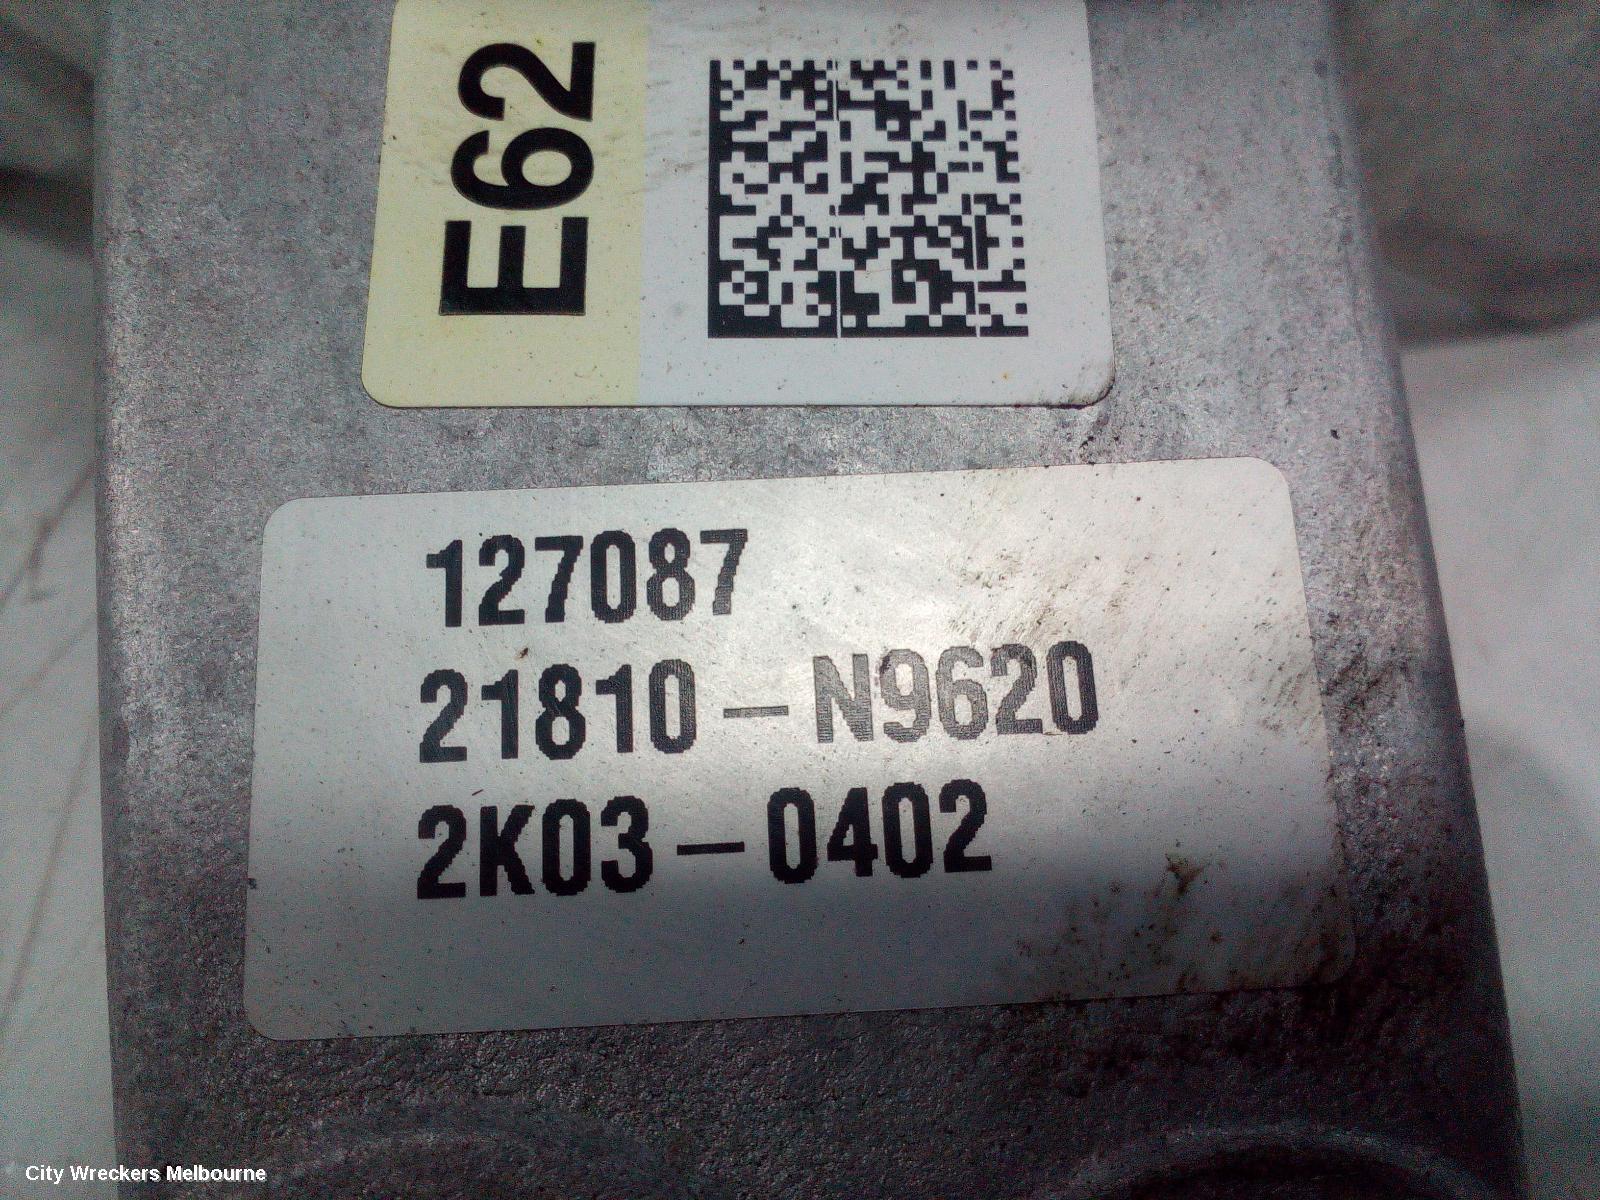 E62
127087
21810-N9620
2K03-0402
City Wreckers Melbourne